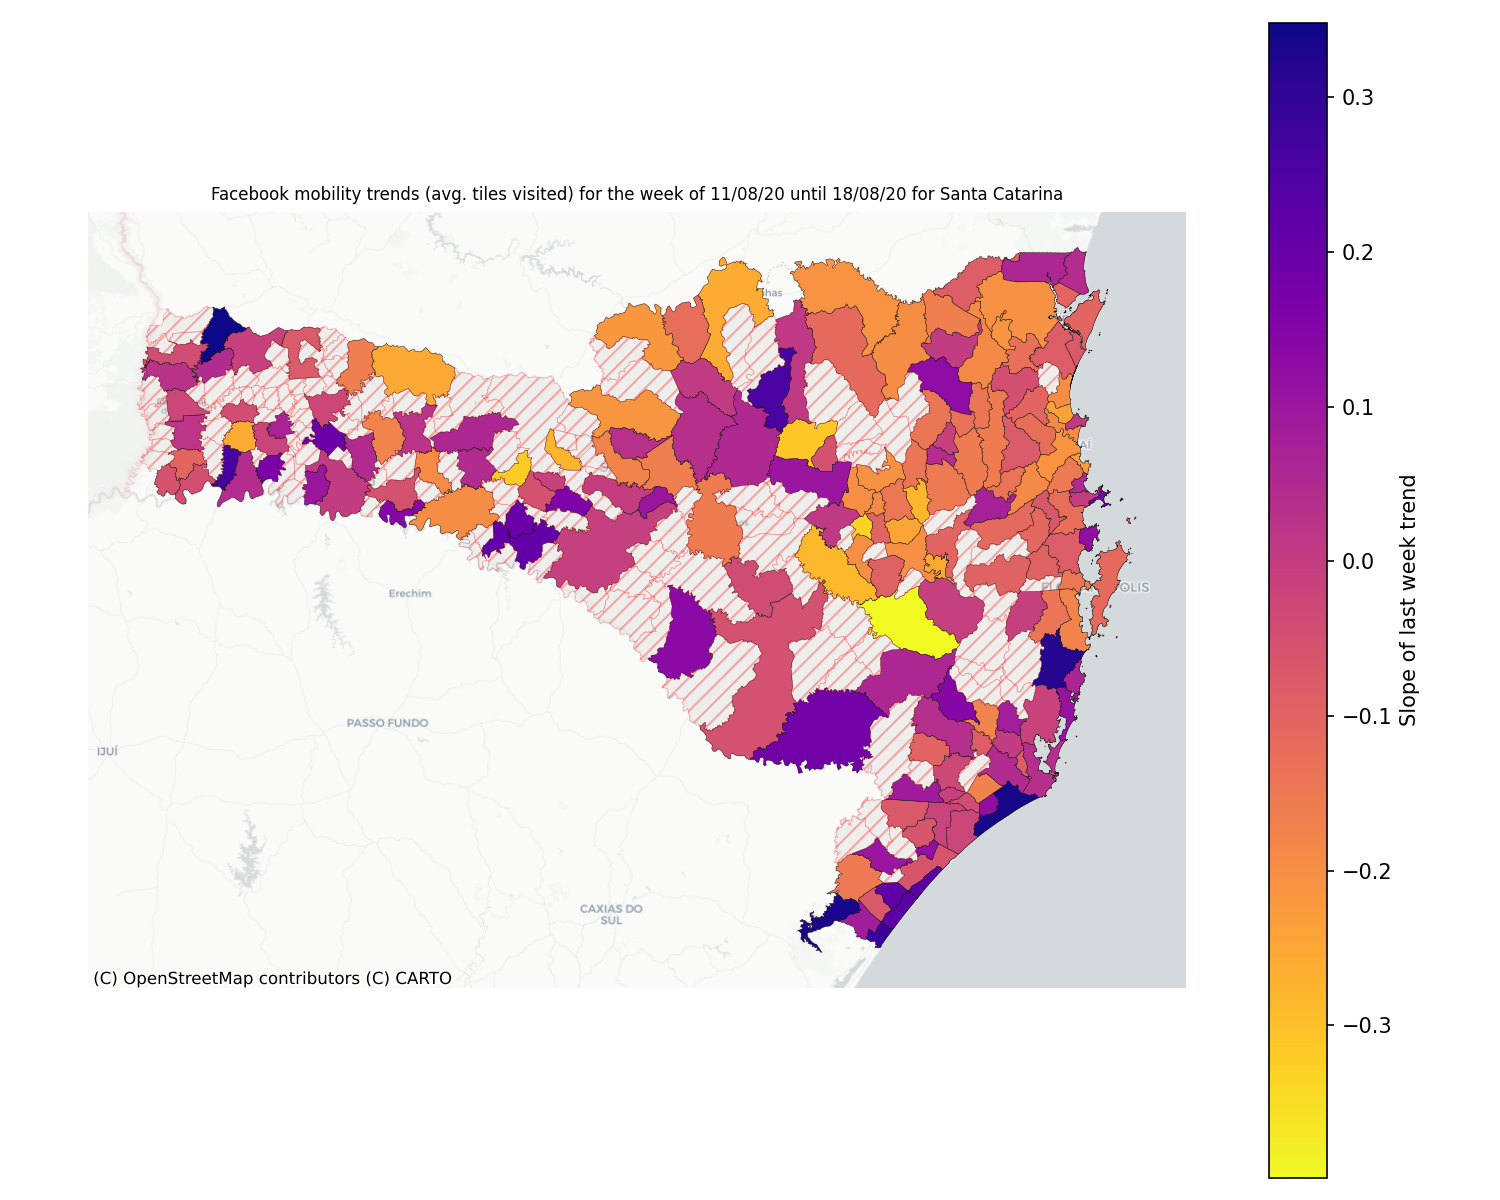 Facebook mobility trends (avg. tiles visited) for the week of 11/08/20 until 18/08/20 for Santa Catarina
0.3
0.2
0.1
0.0
−0.1
−0.2
−0.3
Slope of last week trend
Erechim
PASSO FUNDO
IJUÍ
CAXIAS DO
SUL
(C) OpenStreetMap contributors (C) CARTO